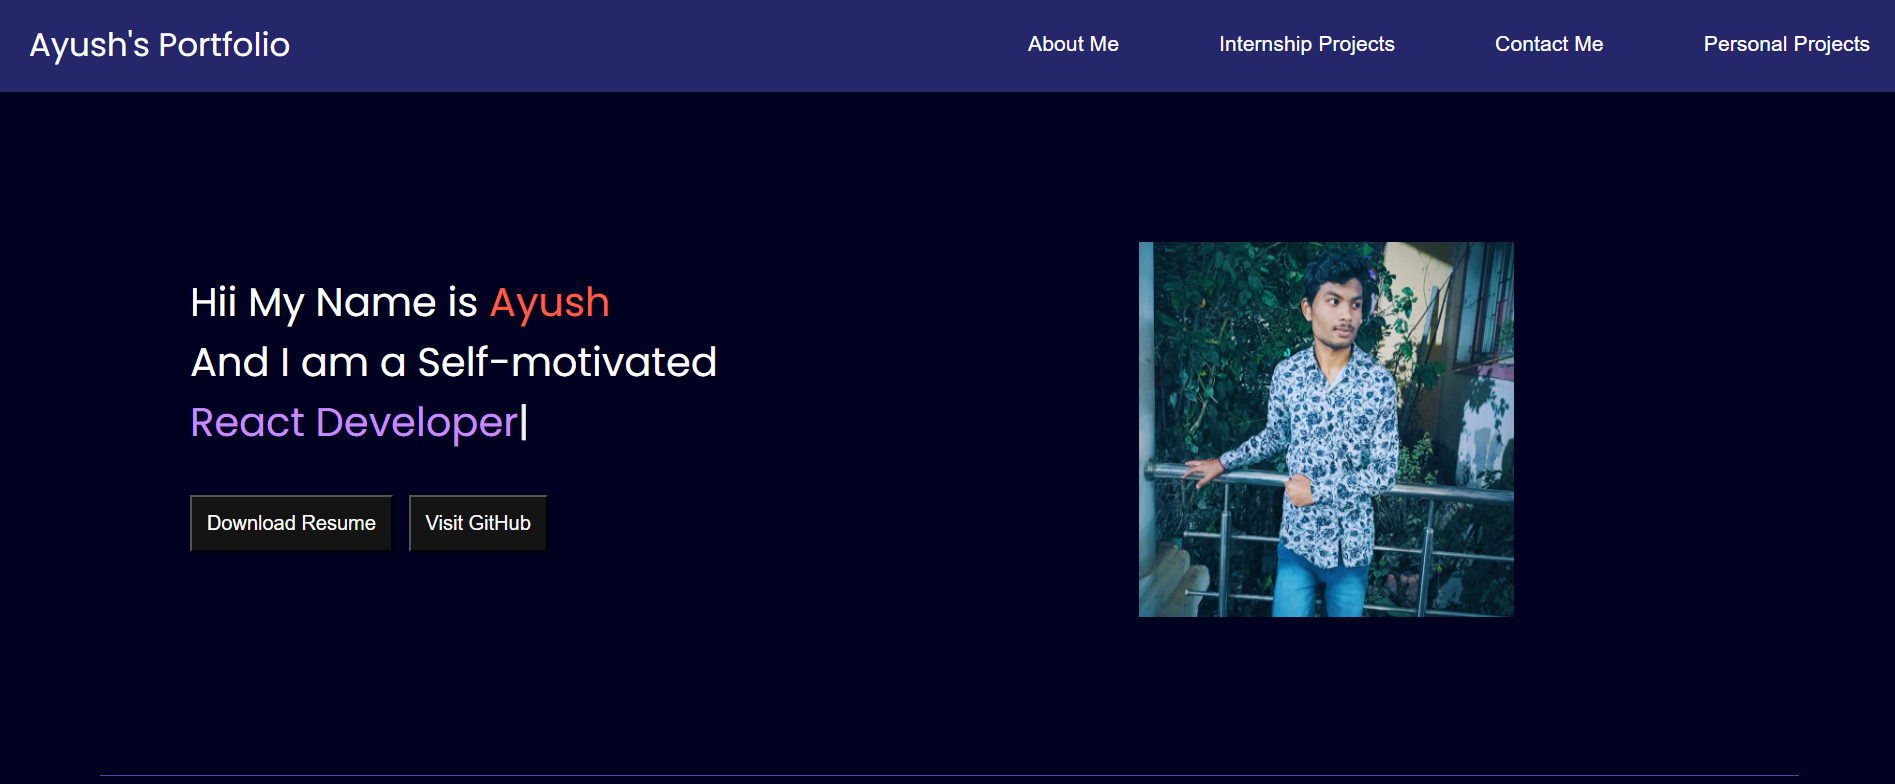 Ayush's Portfolio
About Me
Internship Projects
Contact Me
Personal Projects
Hii My Name is Ayush
And I am a Self-motivated
React Developer|
Download Resume
Visit GitHub